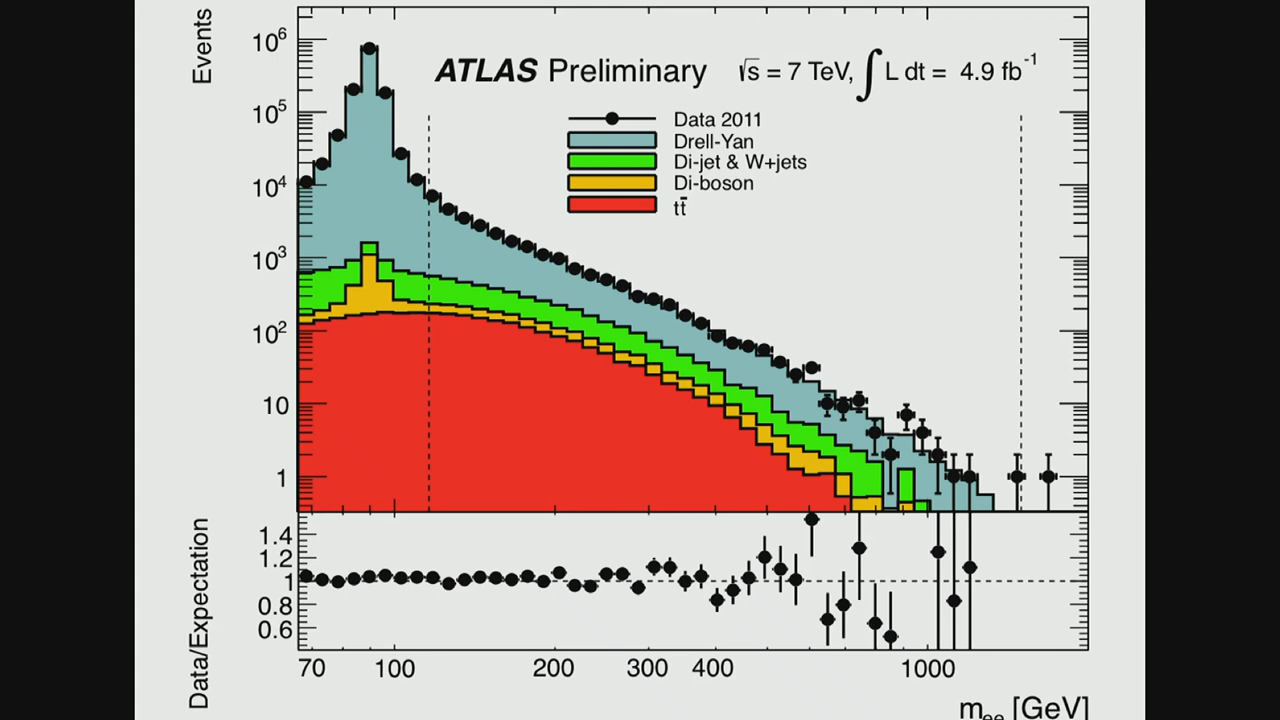 Events
10⁶
10⁵
10⁴
10³
10²
10
1
ATLAS Preliminary
√s = 7 TeV, ∫ L dt = 4.9 fb⁻¹
Data 2011
Drell-Yan
Di-jet & W+jets
Di-boson
tt̄
Data/Expectation
1.4
1.2
1
0.8
0.6
70 100 200 300 400 1000
mₑₑ [GeV]